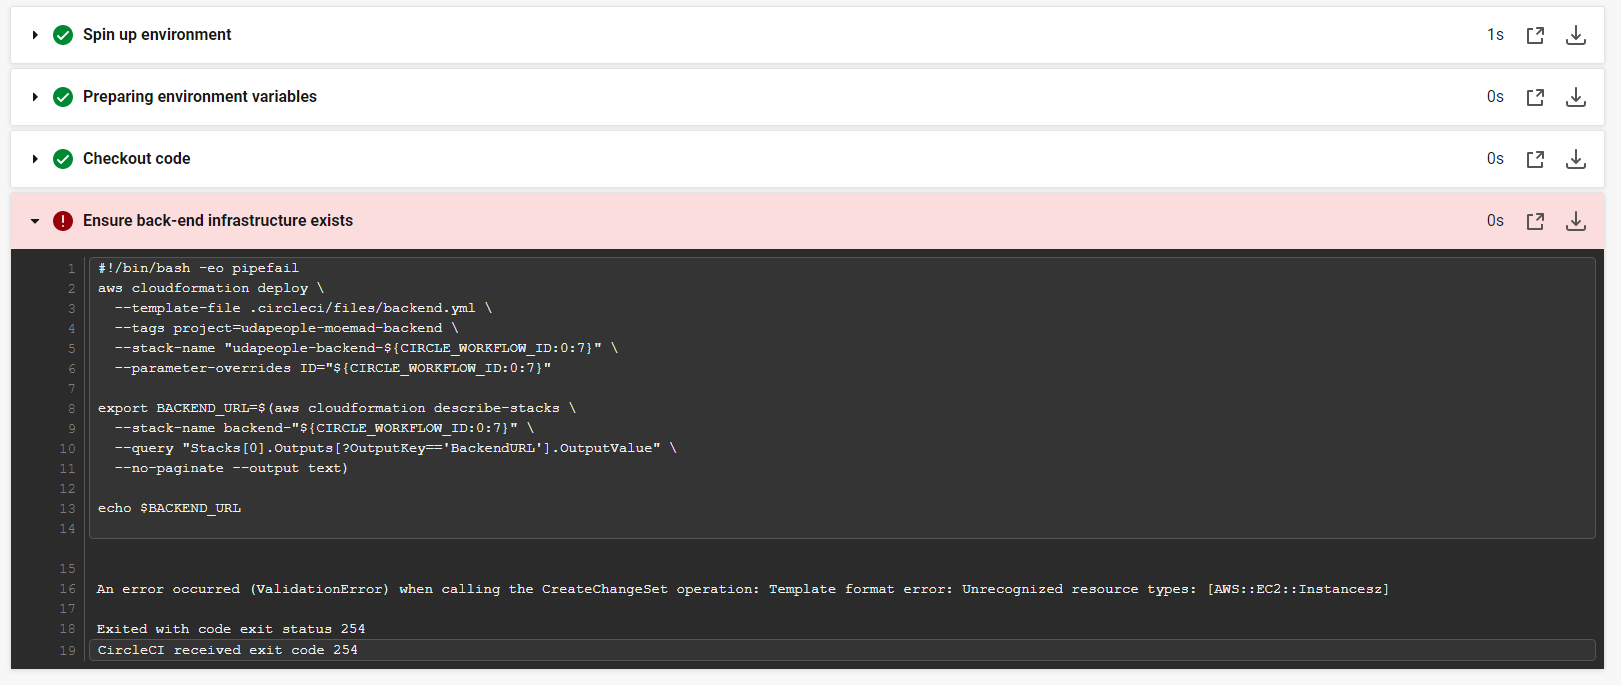 Spin up environment 1s
Preparing environment variables 0s
Checkout code 0s
Ensure back-end infrastructure exists 0s
1 #!/bin/bash -eo pipefail
2 aws cloudformation deploy \
3   --template-file .circleci/files/backend.yml \
4   --tags project=udapeople-moemad-backend \
5   --stack-name "udapeople-backend-${CIRCLE_WORKFLOW_ID:0:7}" \
6   --parameter-overrides ID="${CIRCLE_WORKFLOW_ID:0:7}"
7
8 export BACKEND_URL=$(aws cloudformation describe-stacks \
9   --stack-name backend-"${CIRCLE_WORKFLOW_ID:0:7}" \
10   --query "Stacks[0].Outputs[?OutputKey=='BackendURL'].OutputValue" \
11   --no-paginate --output text)
12
13 echo $BACKEND_URL
14
15
16 An error occurred (ValidationError) when calling the CreateChangeSet operation: Template format error: Unrecognized resource types: [AWS::EC2::Instancesz]
17
18 Exited with code exit status 254
19 CircleCI received exit code 254